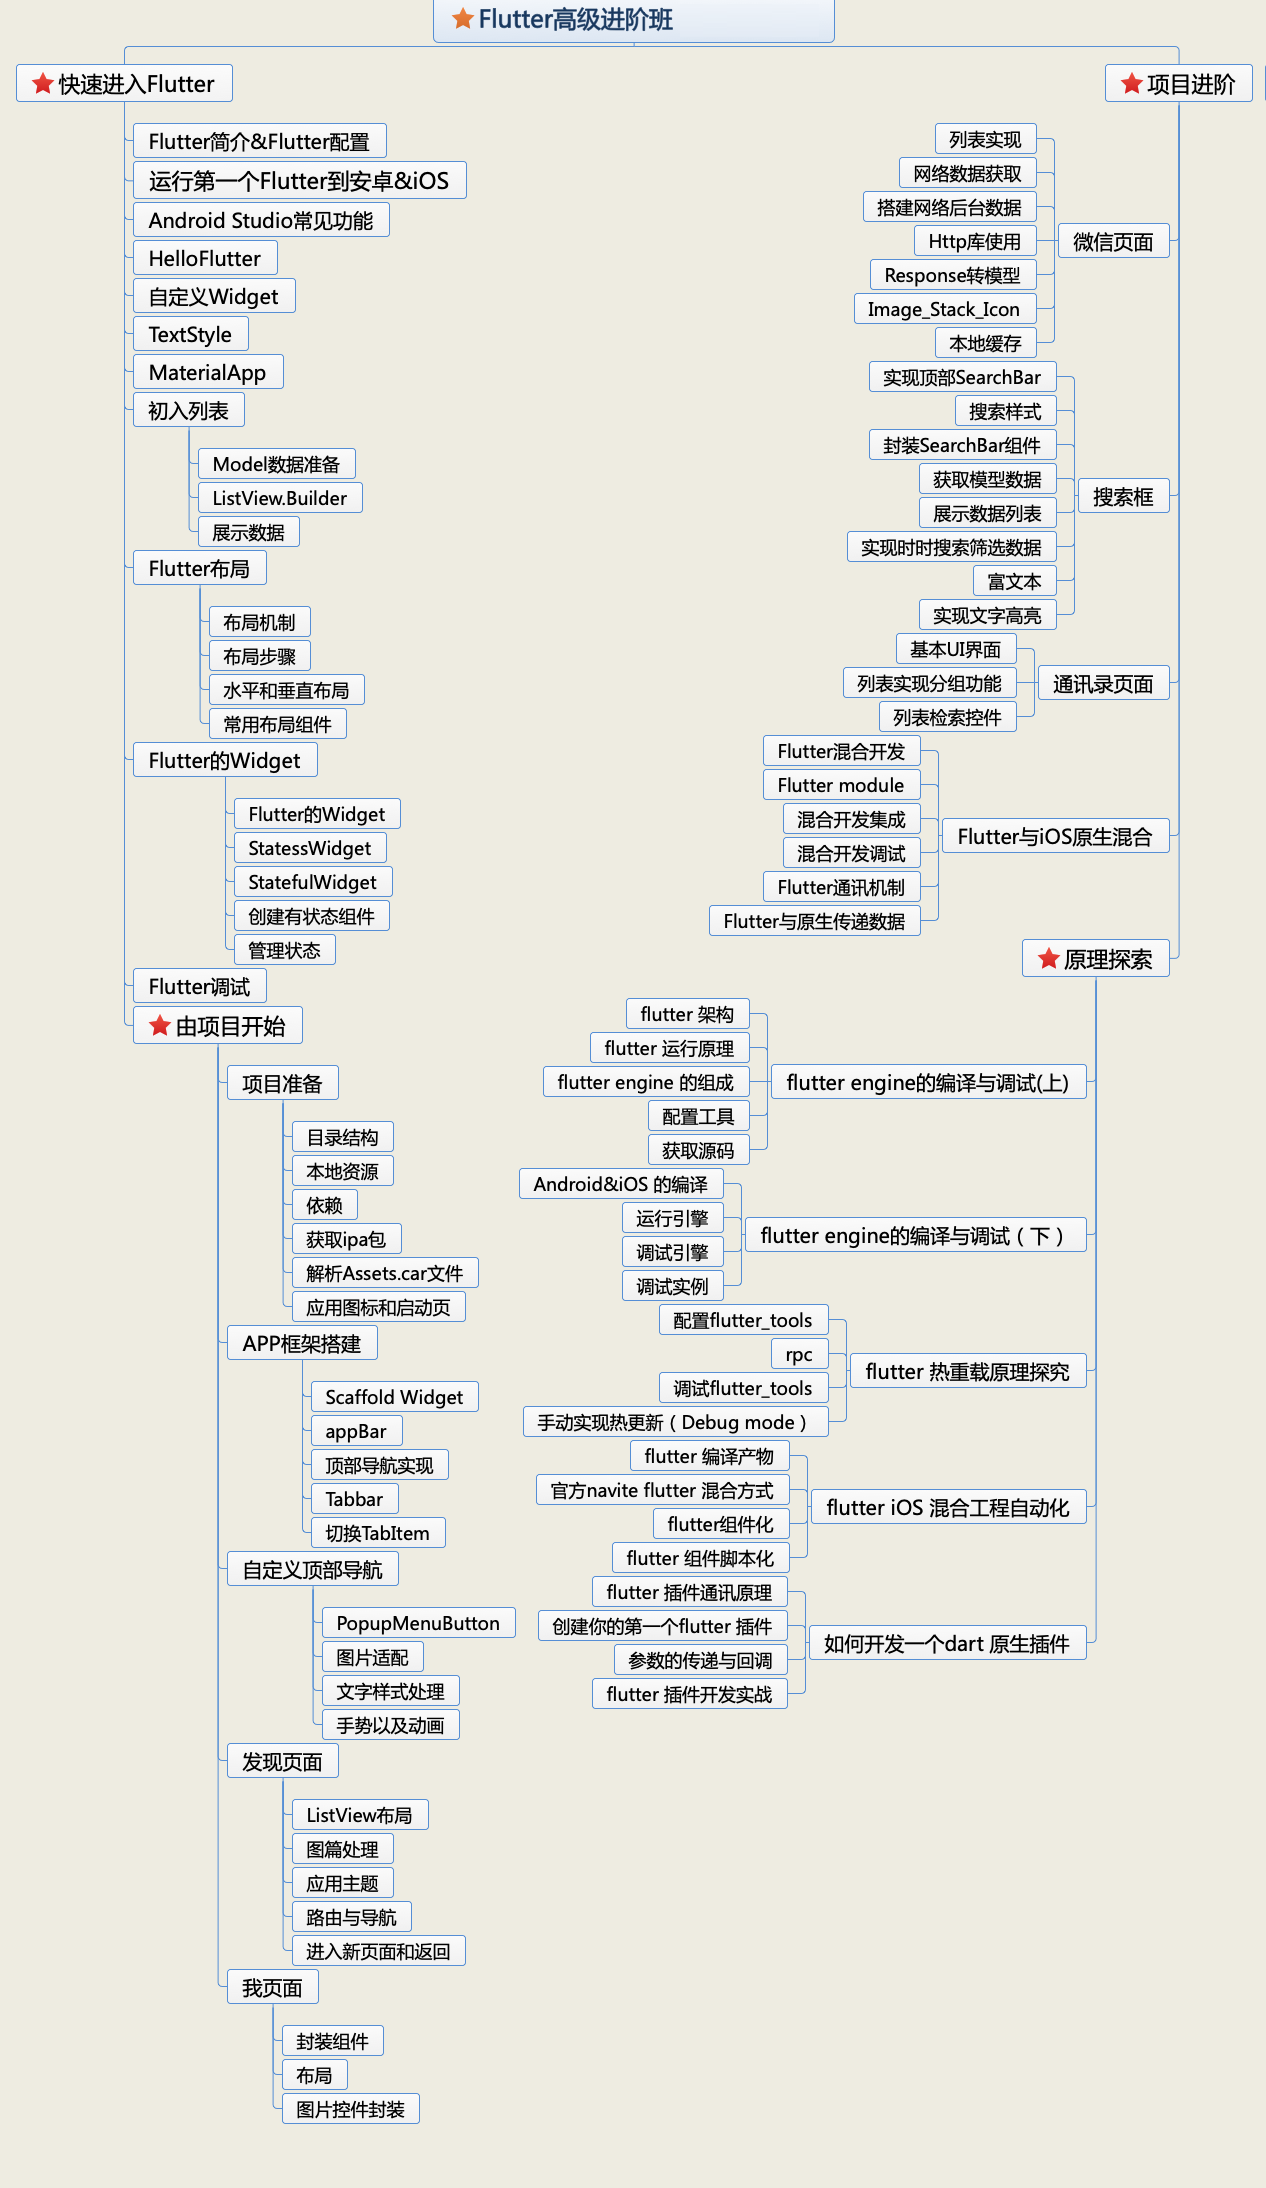 Flutter高级进阶班
快速进入Flutter
Flutter简介&Flutter配置
运行第一个Flutter到安卓&iOS
Android Studio常见功能
HelloFlutter
自定义Widget
TextStyle
MaterialApp
初入列表
Model数据准备
ListView.Builder
展示数据
Flutter布局
布局机制
布局步骤
水平和垂直布局
常用布局组件
Flutter的Widget
Flutter的Widget
StatessWidget
StatefulWidget
创建有状态组件
管理状态
Flutter调试
由项目开始
项目准备
目录结构
本地资源
依赖
获取ipa包
解析Assets.car文件
应用图标和启动页
APP框架搭建
Scaffold Widget
appBar
顶部导航实现
Tabbar
切换TabItem
自定义顶部导航
PopupMenuButton
图片适配
文字样式处理
手势以及动画
发现页面
ListView布局
图篇处理
应用主题
路由与导航
进入新页面和返回
我页面
封装组件
布局
图片控件封装
项目进阶
微信页面
列表实现
网络数据获取
搭建网络后台数据
Http库使用
Response转模型
Image_Stack_Icon
本地缓存
搜索框
实现顶部SearchBar
搜索样式
封装SearchBar组件
获取模型数据
展示数据列表
实现时时搜索筛选数据
富文本
实现文字高亮
通讯录页面
基本UI界面
列表实现分组功能
列表检索控件
Flutter与iOS原生混合
Flutter混合开发
Flutter module
混合开发集成
混合开发调试
Flutter通讯机制
Flutter与原生传递数据
原理探索
flutter engine的编译与调试(上)
flutter 架构
flutter 运行原理
flutter engine 的组成
配置工具
获取源码
flutter engine的编译与调试（下）
Android&iOS 的编译
运行引擎
调试引擎
调试实例
flutter 热重载原理探究
配置flutter_tools
rpc
调试flutter_tools
手动实现热更新（Debug mode）
flutter iOS 混合工程自动化
flutter 编译产物
官方navite flutter 混合方式
flutter组件化
flutter 组件脚本化
如何开发一个dart 原生插件
flutter 插件通讯原理
创建你的第一个flutter 插件
参数的传递与回调
flutter 插件开发实战